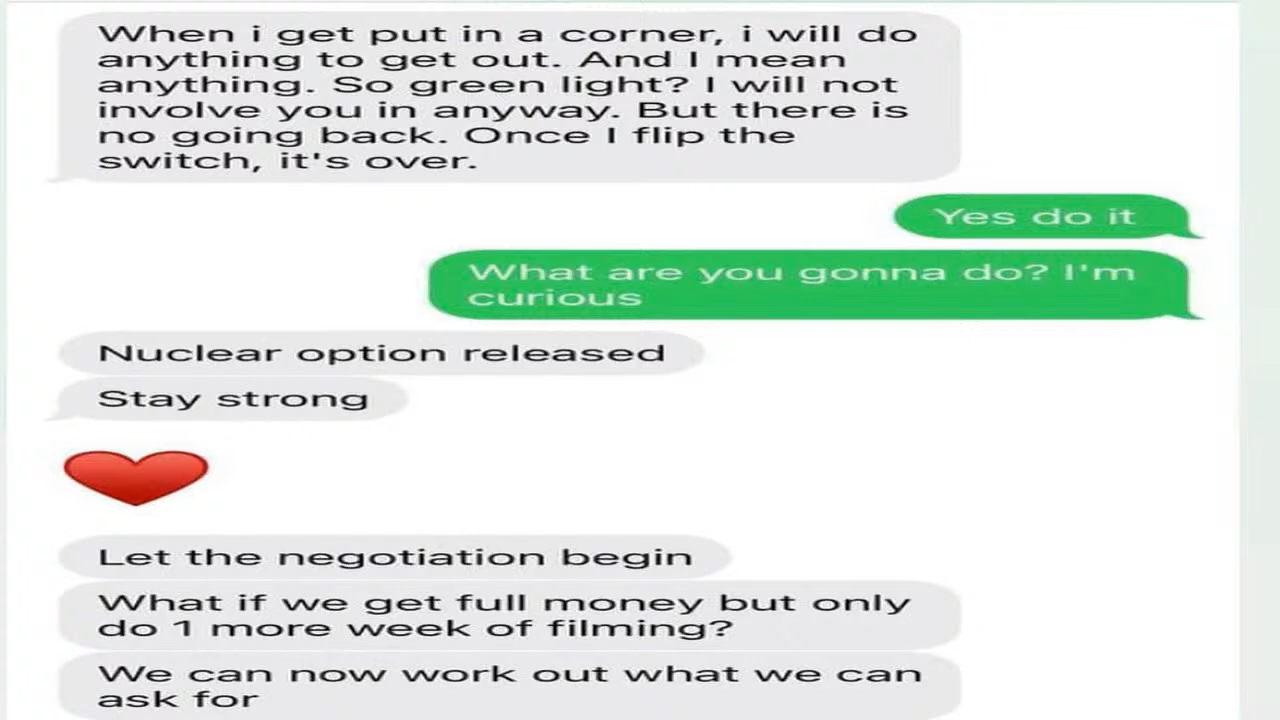 When i get put in a corner, i will do
anything to get out. And I mean
anything. So green light? I will not
involve you in anyway. But there is
no going back. Once I flip the
switch, it's over.
Yes do it
What are you gonna do? I'm
curious
Nuclear option released
Stay strong
Let the negotiation begin
What if we get full money but only
do 1 more week of filming?
We can now work out what we can
ask for